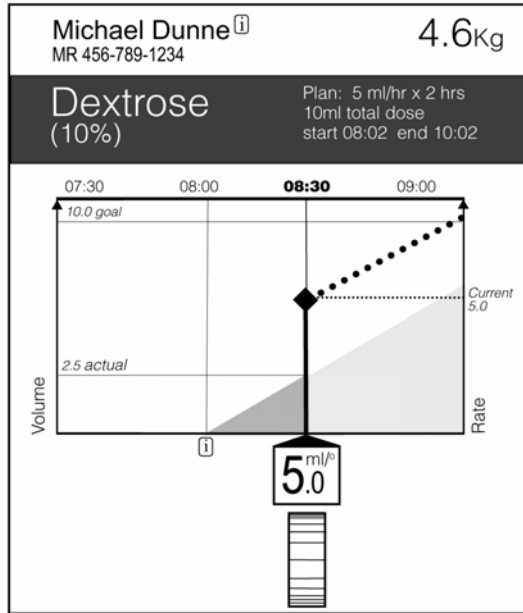 Michael Dunne i
4.6Kg
MR 456-789-1234
Dextrose
(10%)
Plan: 5 ml/hr x 2 hrs
10ml total dose
start 08:02 end 10:02
07:30 08:00 08:30 09:00
10.0 goal
Current
5.0
2.5 actual
Volume
Rate
i
5.0 ml/º